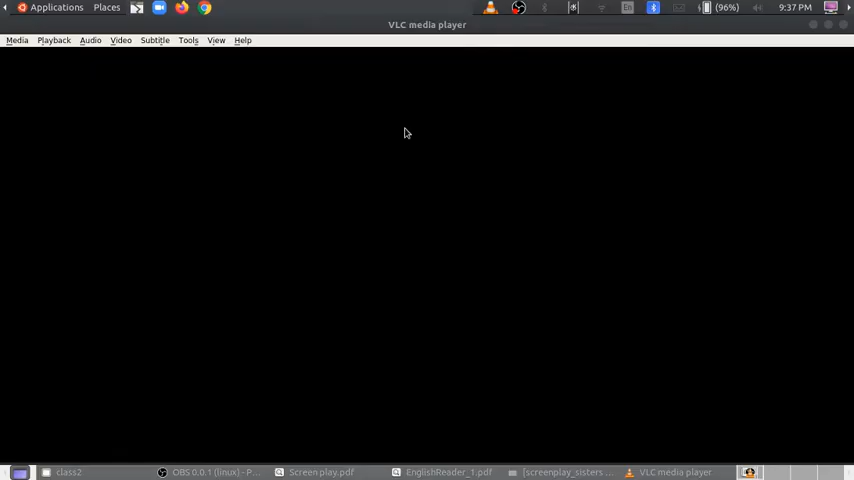 Applications Places En (96%) 9:37 PM
VLC media player
Media Playback Audio Video Subtitle Tools View Help
class2 OBS 0.0.1 (linux) - P... Screen play.pdf EnglishReader_1.pdf [screenplay_sisters ... VLC media player